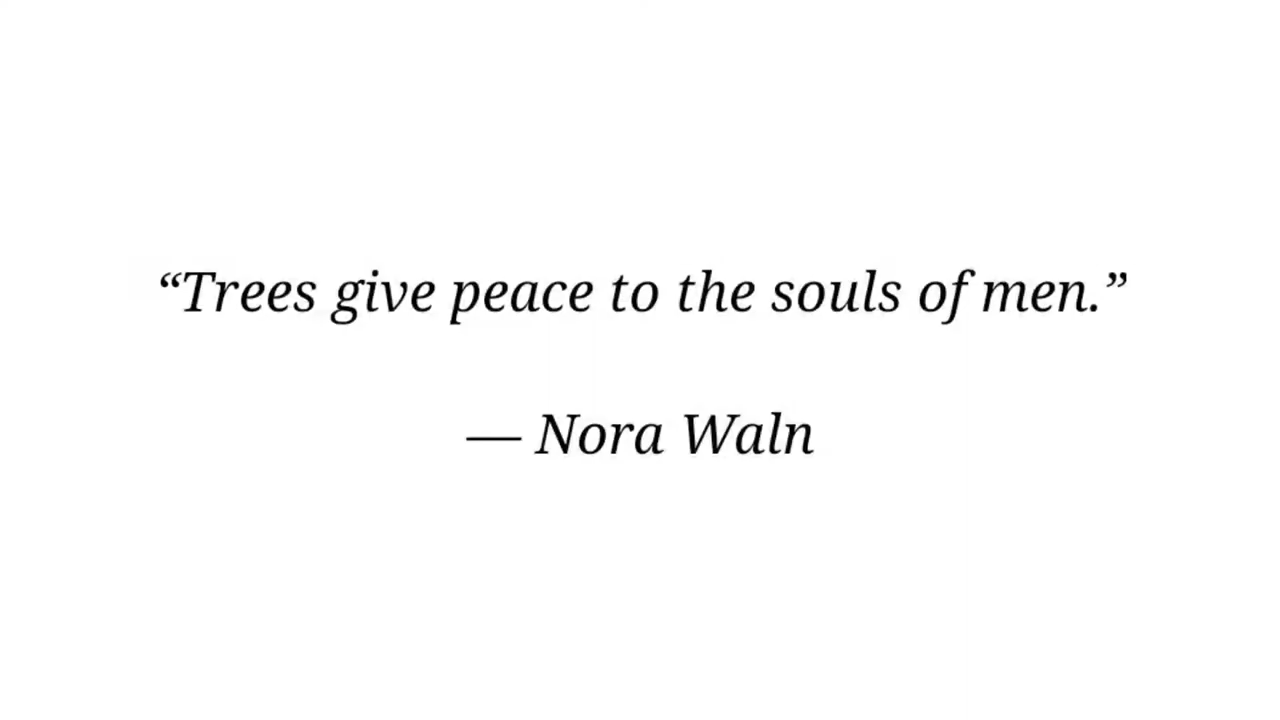 “Trees give peace to the souls of men.”
— Nora Waln